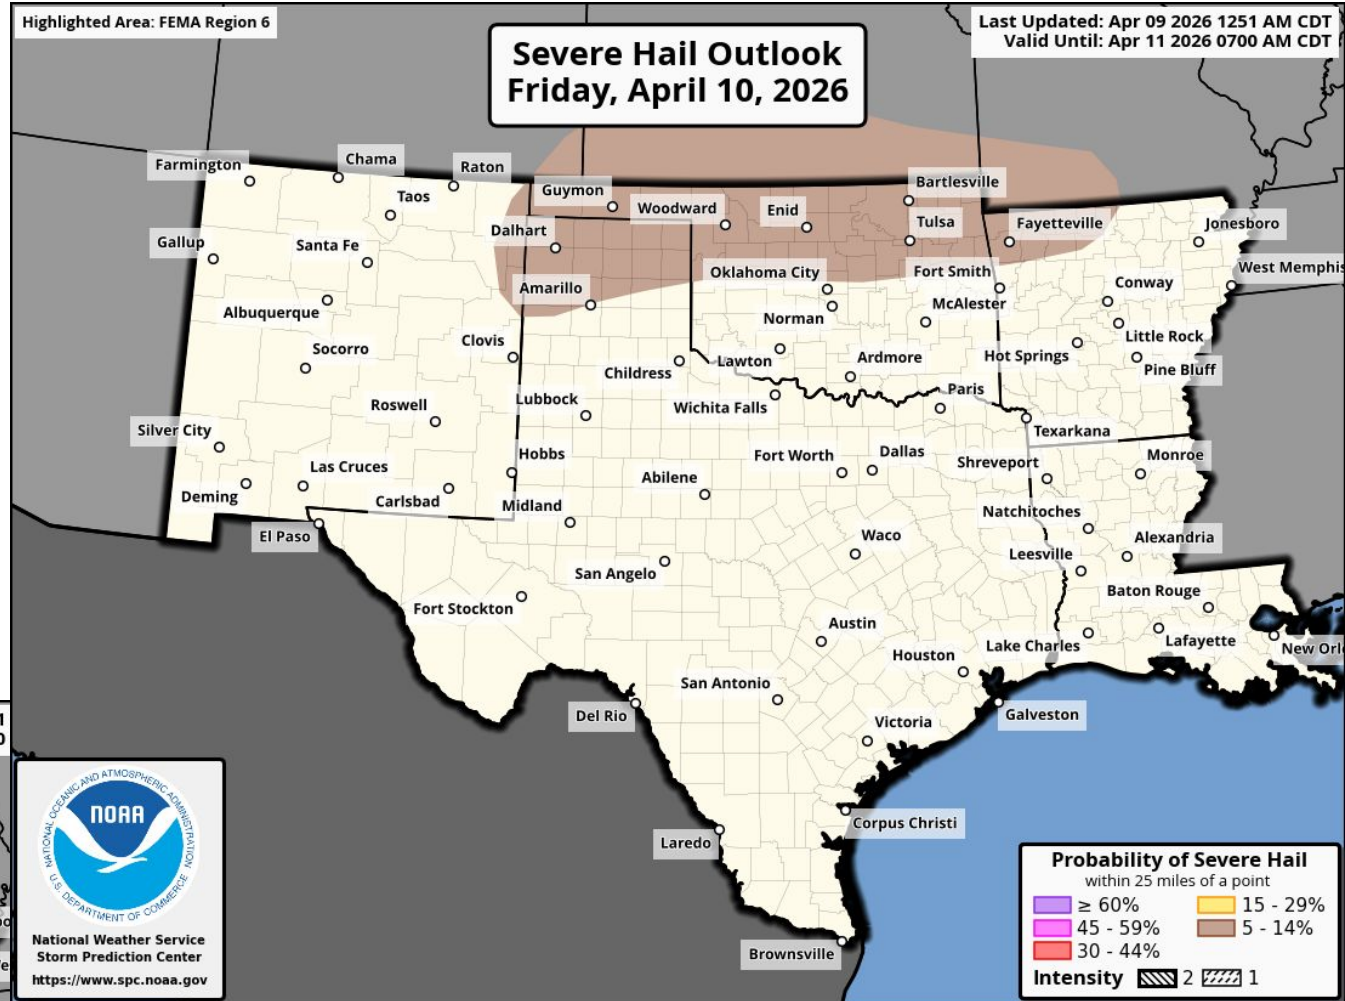 Highlighted Area: FEMA Region 6
Last Updated: Apr 09 2026 1251 AM CDT
Valid Until: Apr 11 2026 0700 AM CDT
Severe Hail Outlook
Friday, April 10, 2026
Farmington
Chama
Raton
Taos
Guymon
Woodward
Enid
Bartlesville
Tulsa
Fayetteville
Jonesboro
Gallup
Santa Fe
Dalhart
Amarillo
Oklahoma City
Fort Smith
West Memphis
Conway
Albuquerque
Norman
McAlester
Socorro
Clovis
Childress
Lawton
Ardmore
Hot Springs
Little Rock
Pine Bluff
Roswell
Lubbock
Wichita Falls
Paris
Texarkana
Silver City
Las Cruces
Hobbs
Abilene
Fort Worth
Dallas
Shreveport
Monroe
Deming
Carlsbad
Midland
Natchitoches
El Paso
Waco
Alexandria
San Angelo
Leesville
Fort Stockton
Baton Rouge
Austin
Houston
Lake Charles
Lafayette
New Orl
San Antonio
Del Rio
Victoria
Galveston
Corpus Christi
Laredo
Brownsville
NATIONAL OCEANIC AND ATMOSPHERIC ADMINISTRATION
NOAA
U.S. DEPARTMENT OF COMMERCE
National Weather Service
Storm Prediction Center
https://www.spc.noaa.gov
Probability of Severe Hail
within 25 miles of a point
≥ 60% 15 - 29%
45 - 59% 5 - 14%
30 - 44%
Intensity 2 1